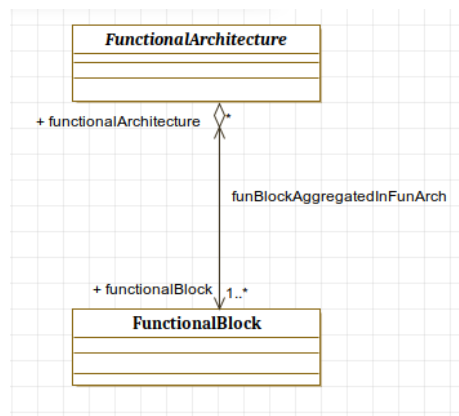 FunctionalArchitecture
+ functionalArchitecture
*
funBlockAggregatedInFunArch
+ functionalBlock
1..*
FunctionalBlock